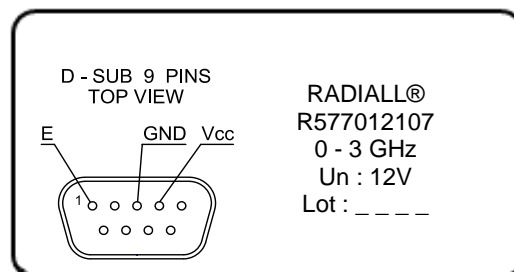 D - SUB 9 PINS
TOP VIEW
E GND Vcc
1
RADIALL®
R577012107
0 - 3 GHz
Un : 12V
Lot : _ _ _ _